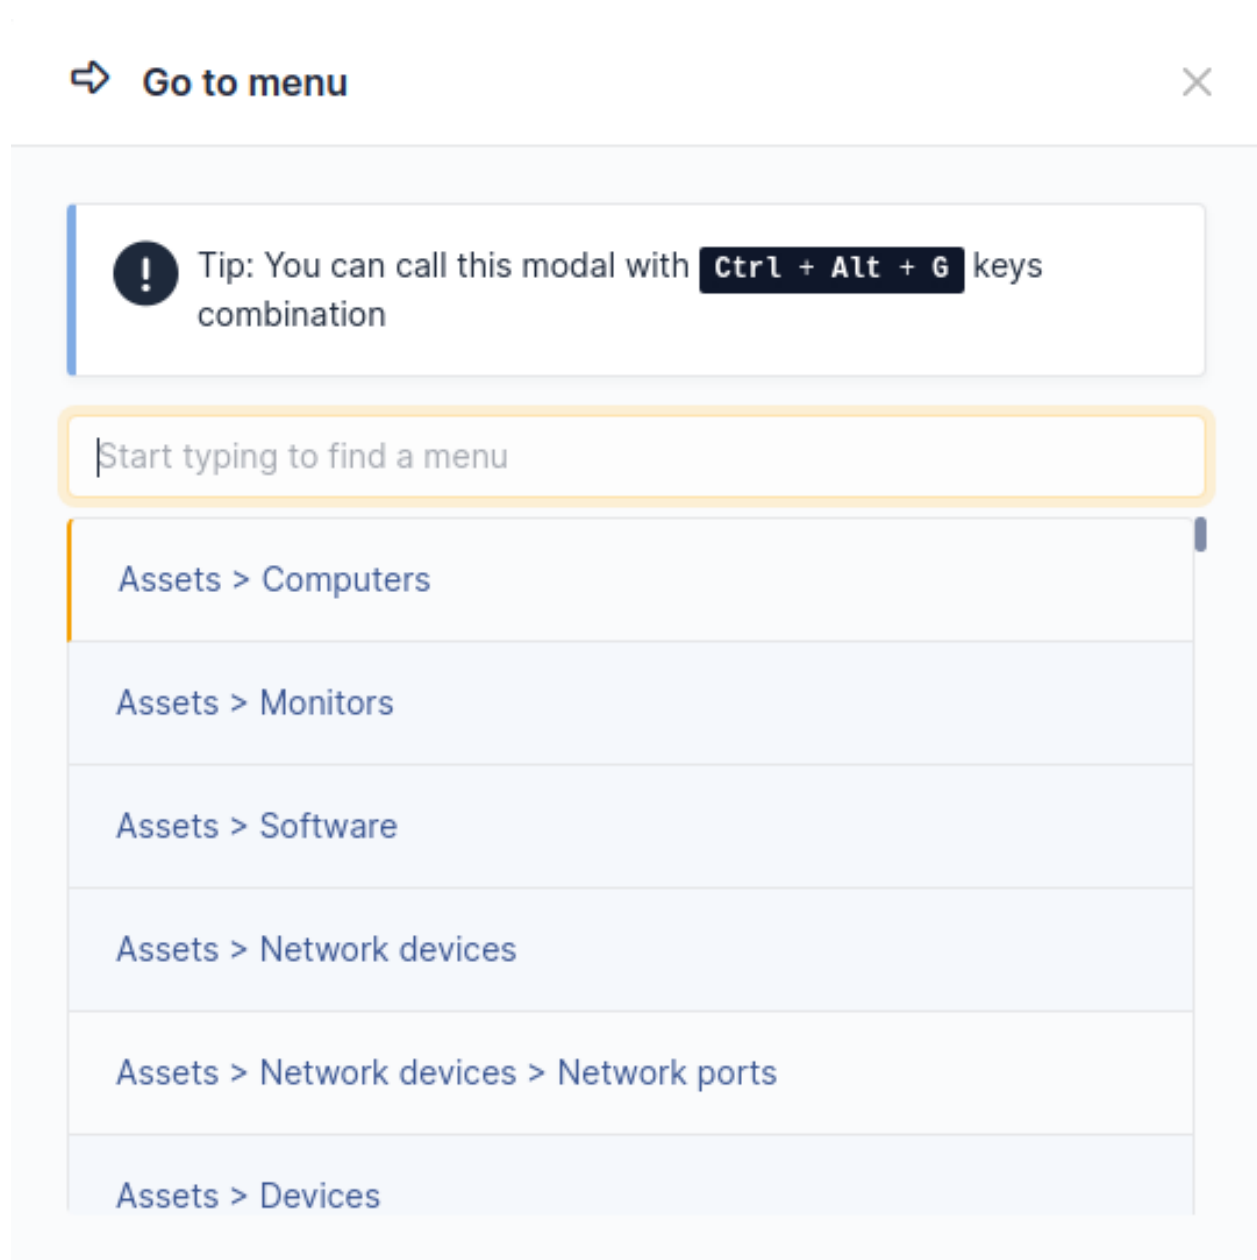 Go to menu
Tip: You can call this modal with Ctrl + Alt + G keys
combination
Start typing to find a menu
Assets > Computers
Assets > Monitors
Assets > Software
Assets > Network devices
Assets > Network devices > Network ports
Assets > Devices